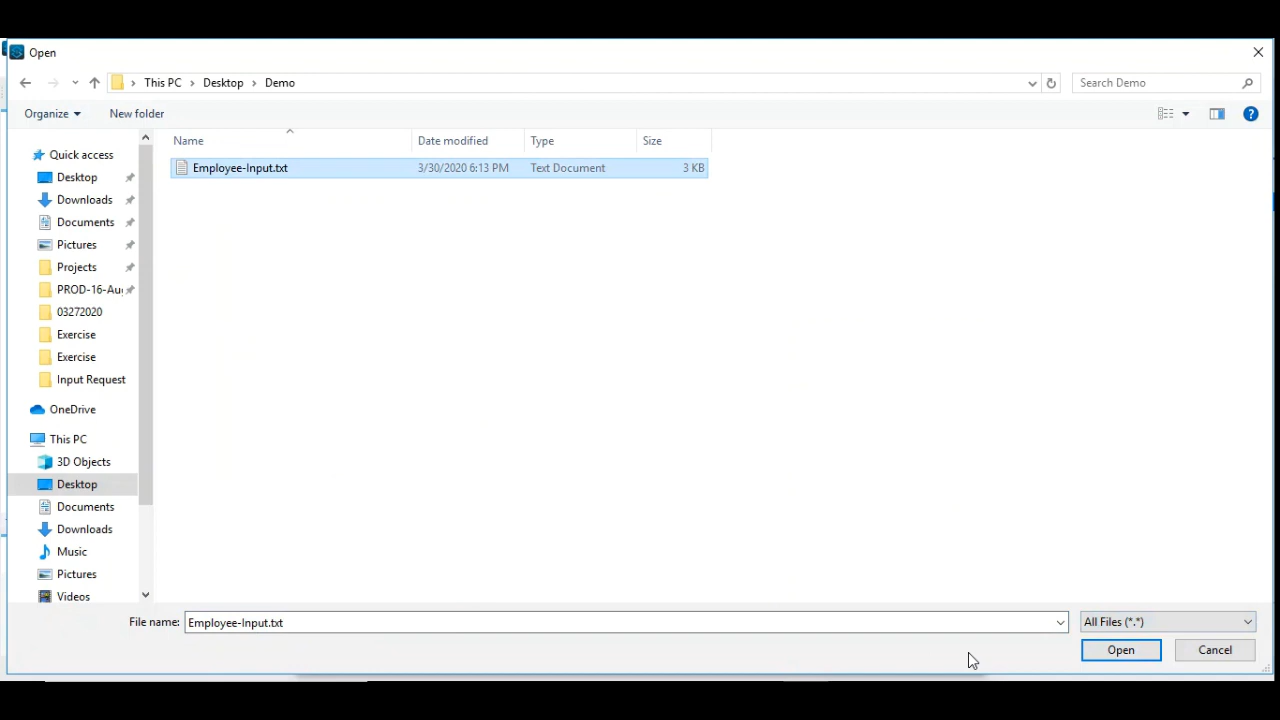 Open
This PC > Desktop > Demo
Search Demo
Organize
New folder
Name
Date modified
Type
Size
Employee-Input.txt
3/30/2020 6:13 PM
Text Document
3 KB
Quick access
Desktop
Downloads
Documents
Pictures
Projects
PROD-16-Au
03272020
Exercise
Exercise
Input Request
OneDrive
This PC
3D Objects
Desktop
Documents
Downloads
Music
Pictures
Videos
File name:
Employee-Input.txt
All Files (*.*)
Open
Cancel